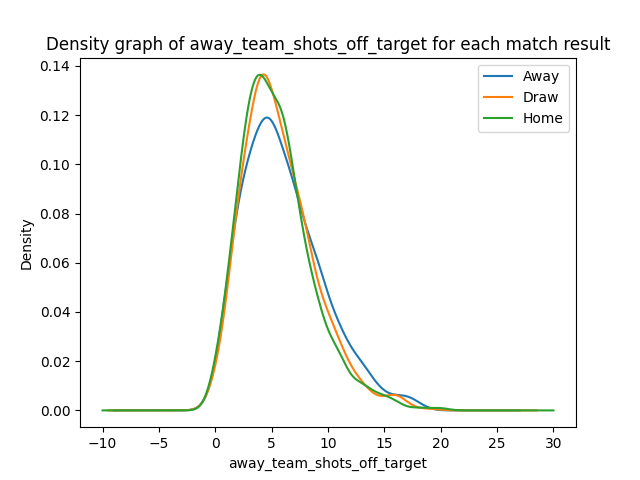 Density graph of away_team_shots_off_target for each match result
0.14
0.12
0.10
0.08
0.06
0.04
0.02
0.00
Density
Away
Draw
Home
−10
−5
0
5
10
15
20
25
30
away_team_shots_off_target